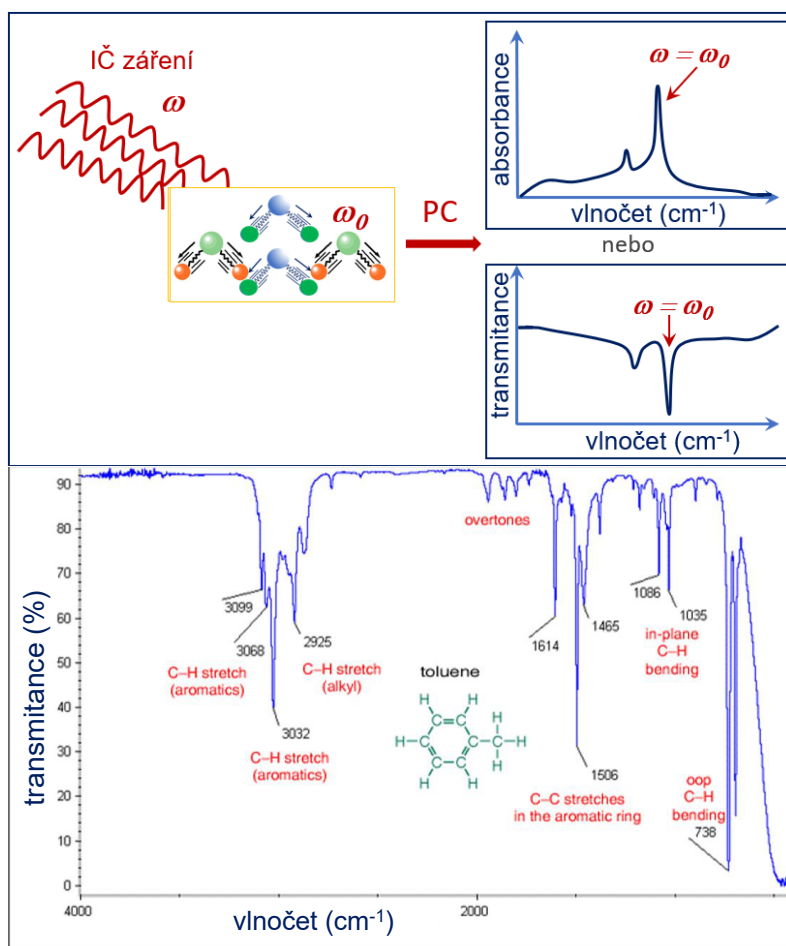 IČ záření
ω
ω₀
PC
absorbance
ω = ω₀
vlnočet (cm⁻¹)
nebo
transmitance
ω = ω₀
vlnočet (cm⁻¹)
transmitance (%)
90
80
70
60
50
40
30
20
10
0
overtones
3099
3068
2925
C–H stretch
(aromatics)
C–H stretch
(alkyl)
3032
C–H stretch
(aromatics)
toluene
H
H
H
C
C
H
H
C
C
C
C
H
C
C
H
H
H
1614
1465
1506
C–C stretches
in the aromatic ring
1086
1035
in-plane
C–H
bending
oop
C–H
bending
738
4000
2000
vlnočet (cm⁻¹)